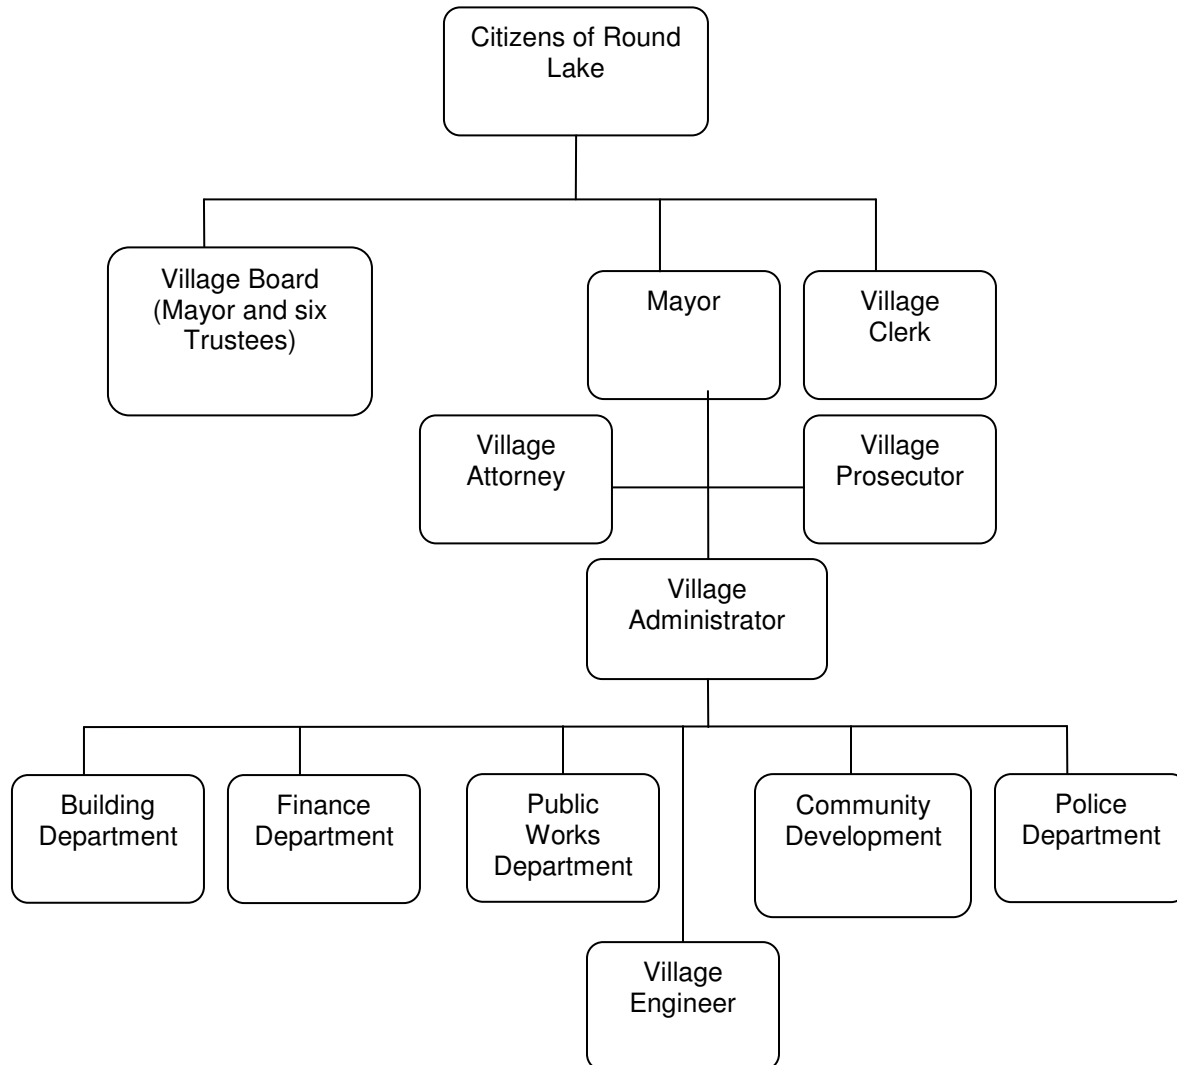 Citizens of Round
Lake
Village Board
(Mayor and six
Trustees)
Mayor
Village
Clerk
Village
Attorney
Village
Prosecutor
Village
Administrator
Building
Department
Finance
Department
Public
Works
Department
Community
Development
Police
Department
Village
Engineer